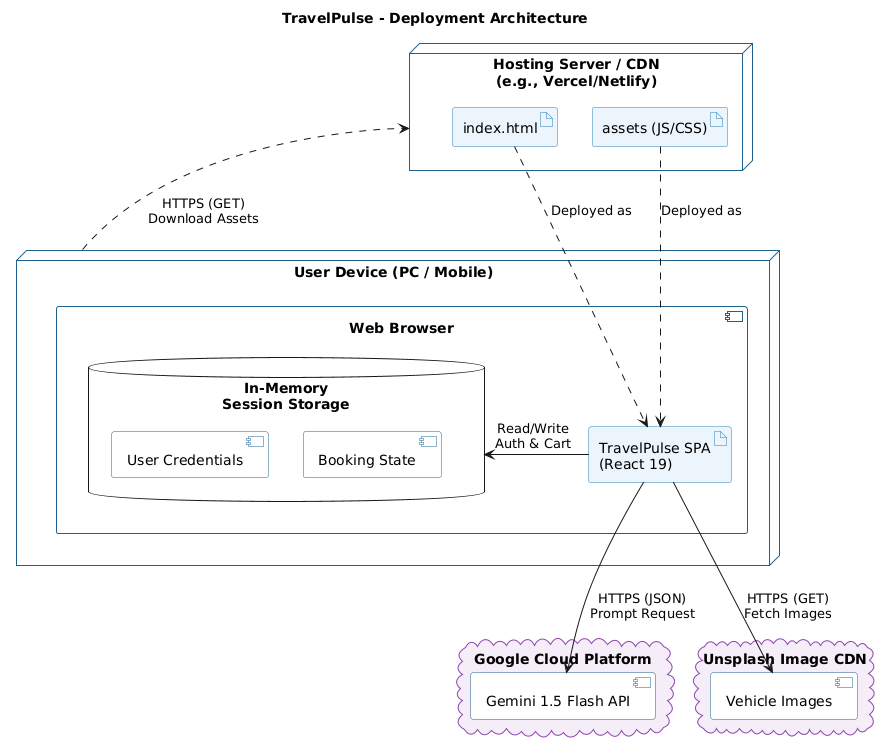 TravelPulse - Deployment Architecture
Hosting Server / CDN
(e.g., Vercel/Netlify)
index.html
assets (JS/CSS)
HTTPS (GET)
Download Assets
Deployed as
Deployed as
User Device (PC / Mobile)
Web Browser
In-Memory
Session Storage
User Credentials
Booking State
Read/Write
Auth & Cart
TravelPulse SPA
(React 19)
HTTPS (JSON)
Prompt Request
HTTPS (GET)
Fetch Images
Google Cloud Platform
Gemini 1.5 Flash API
Unsplash Image CDN
Vehicle Images